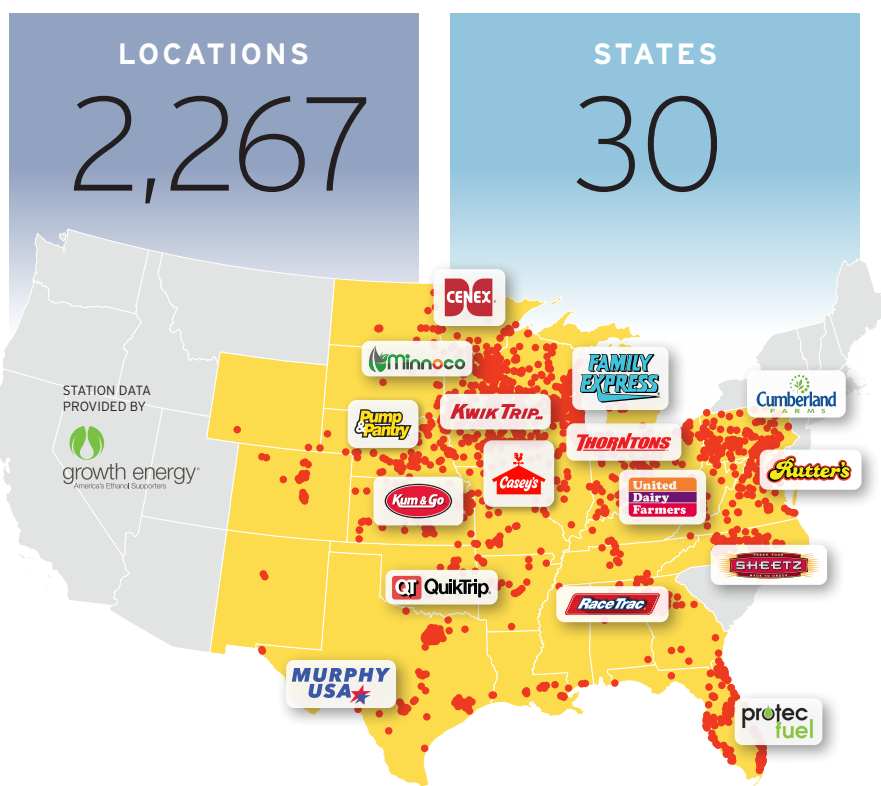 LOCATIONS
2,267
STATES
30
CENEX®
Minnoco
FAMILY
EXPRESS
STATION DATA
PROVIDED BY
growth energy®
America's Ethanol Supporters
Pump
&Pantry
KWIK TRIP
Cumberland
FARMS
THORNTONS
Rutter's
Casey's
United
Dairy
Farmers
Kum & Go
SHEETZ
QT QuikTrip
RaceTrac
MURPHY
USA
protec
fuel